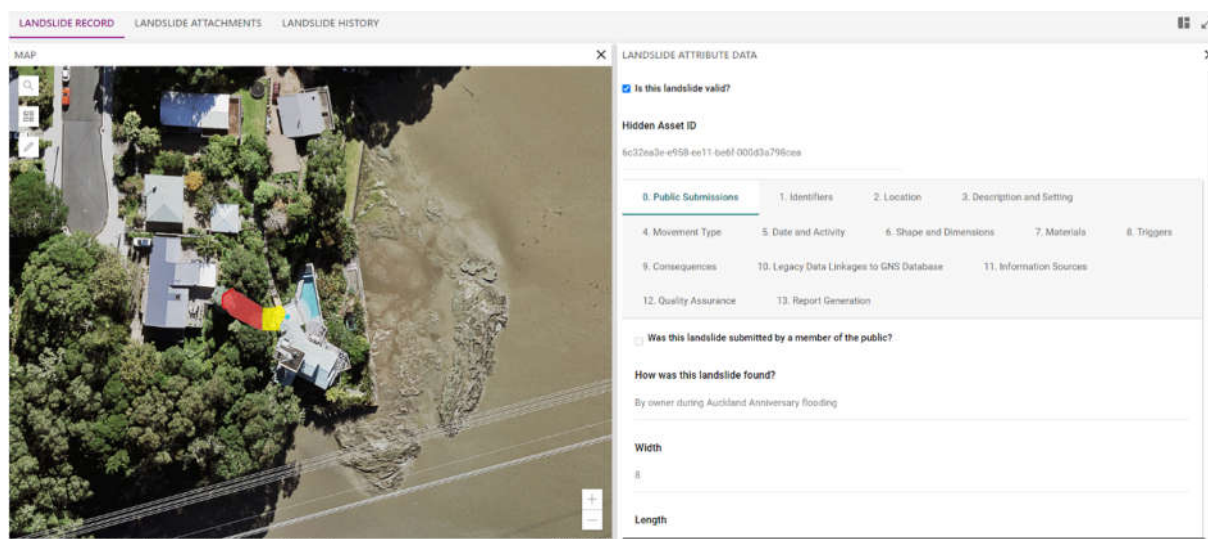 LANDSLIDE RECORD LANDSLIDE ATTACHMENTS LANDSLIDE HISTORY
MAP
LANDSLIDE ATTRIBUTE DATA
Is this landslide valid?
Hidden Asset ID
6c32ea3e-e958-ee11-be6f-000d3a798cea
0. Public Submissions 1. Identifiers 2. Location 3. Description and Setting
4. Movement Type 5. Date and Activity 6. Shape and Dimensions 7. Materials 8. Triggers
9. Consequences 10. Legacy Data Linkages to GNS Database 11. Information Sources
12. Quality Assurance 13. Report Generation
Was this landslide submitted by a member of the public?
How was this landslide found?
By owner during Auckland Anniversary flooding
Width
8
Length